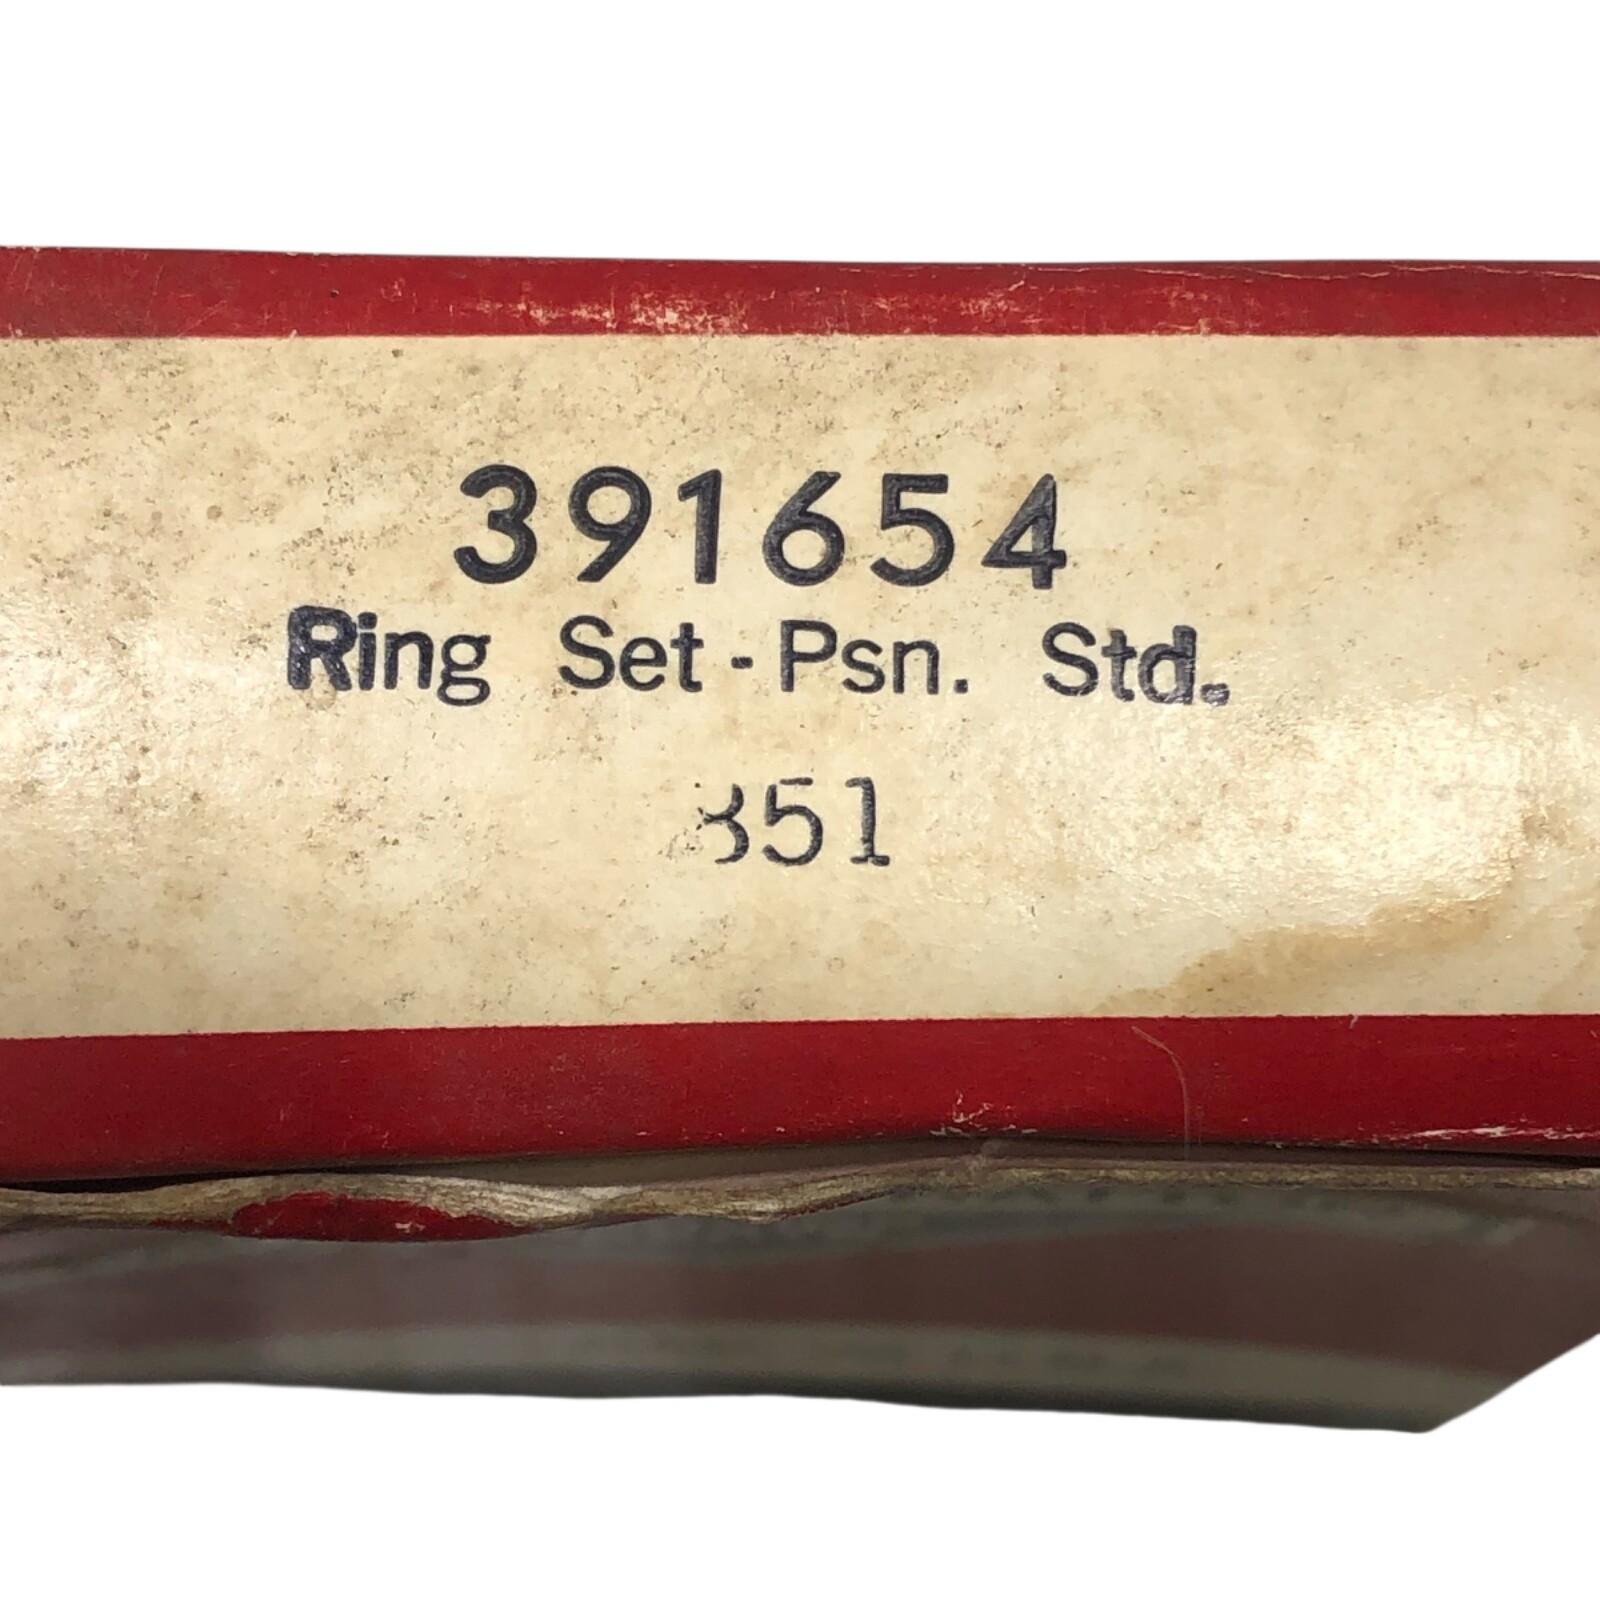 391654
Ring Set - Psn. Std.
351